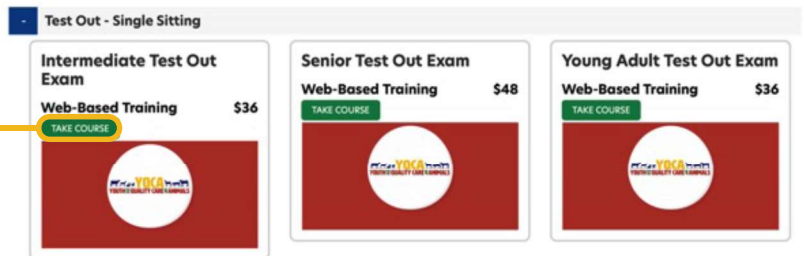 - Test Out - Single Sitting
Intermediate Test Out
Exam
Web-Based Training $36
TAKE COURSE
YQCA
YOUTH FOR THE QUALITY CARE OF ANIMALS
Senior Test Out Exam
Web-Based Training $48
TAKE COURSE
YQCA
YOUTH FOR THE QUALITY CARE OF ANIMALS
Young Adult Test Out Exam
Web-Based Training $36
TAKE COURSE
YQCA
YOUTH FOR THE QUALITY CARE OF ANIMALS